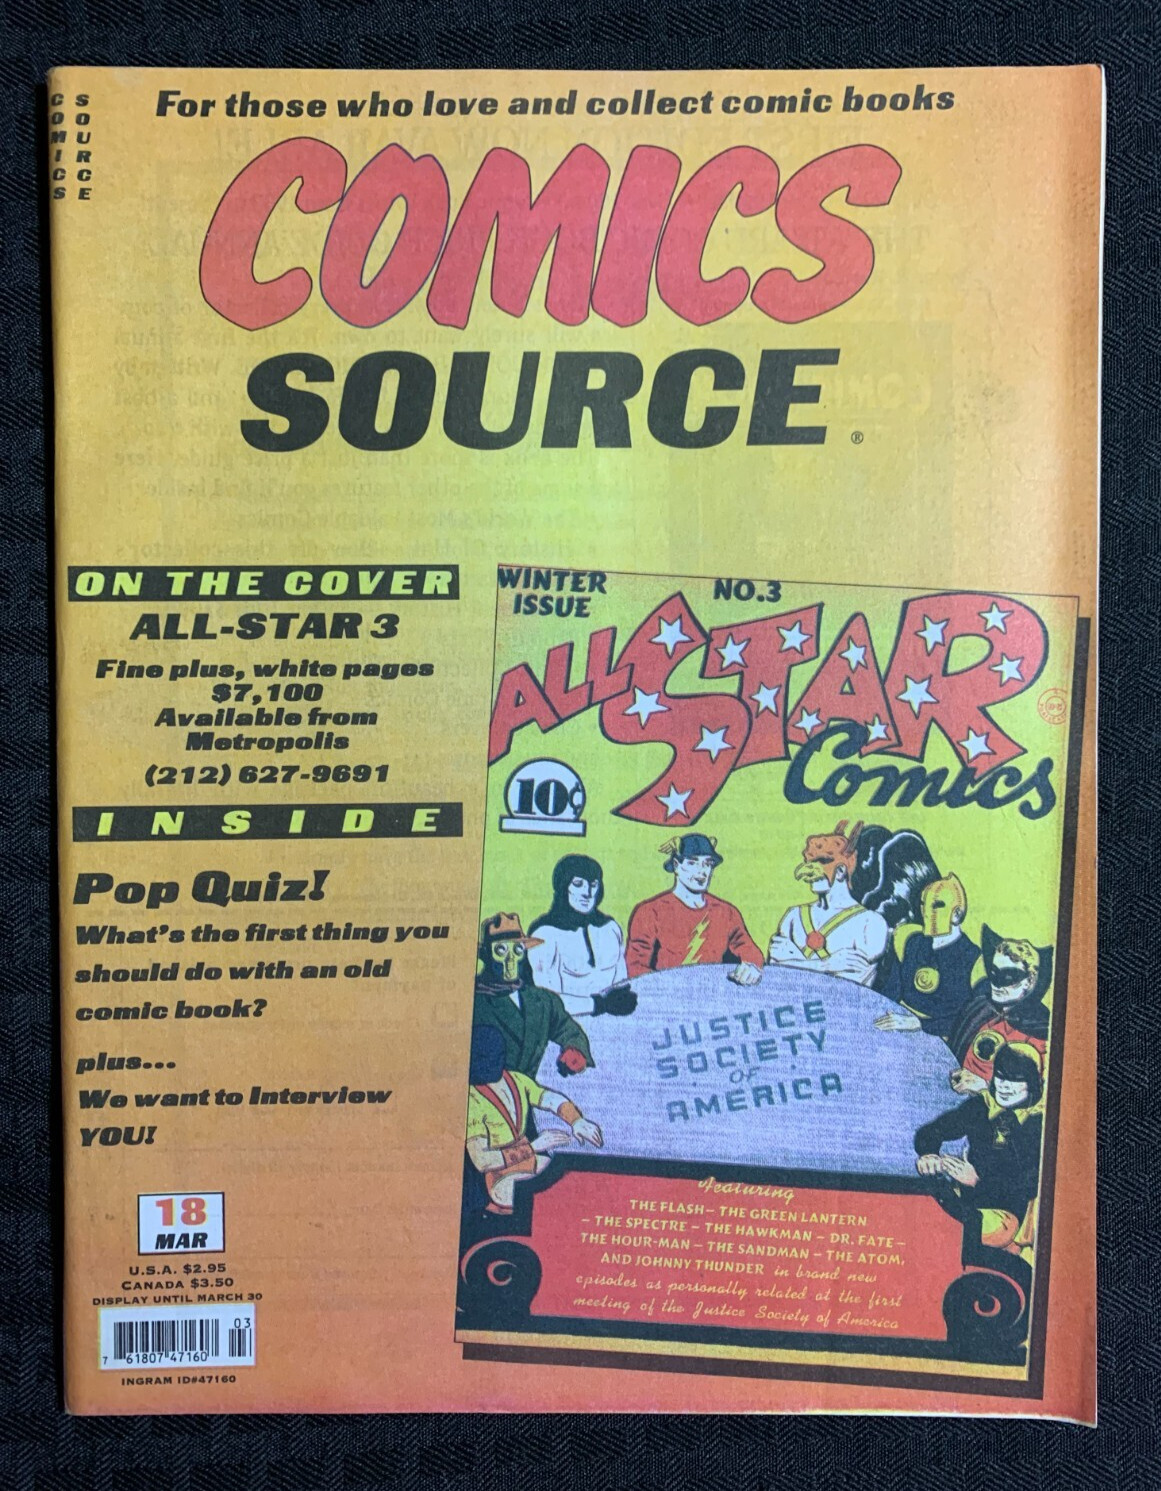 COMICS
SOURCE
For those who love and collect comic books
COMICS
SOURCE®
ON THE COVER
ALL-STAR 3
Fine plus, white pages
$7,100
Available from
Metropolis
(212) 627-9691
INSIDE
Pop Quiz!
What's the first thing you
should do with an old
comic book?
plus...
We want to Interview
YOU!
18
MAR
U.S.A. $2.95
CANADA $3.50
DISPLAY UNTIL MARCH 30
03
7 61807 47160
INGRAM ID#47160
WINTER
ISSUE
NO.3
ALL STAR
Comics
10¢
JUSTICE
SOCIETY
OF
AMERICA
featuring
THE FLASH – THE GREEN LANTERN
– THE SPECTRE – THE HAWKMAN – DR. FATE –
THE HOUR-MAN – THE SANDMAN – THE ATOM,
AND JOHNNY THUNDER in brand new
episodes as personally related at the first
meeting of the Justice Society of America